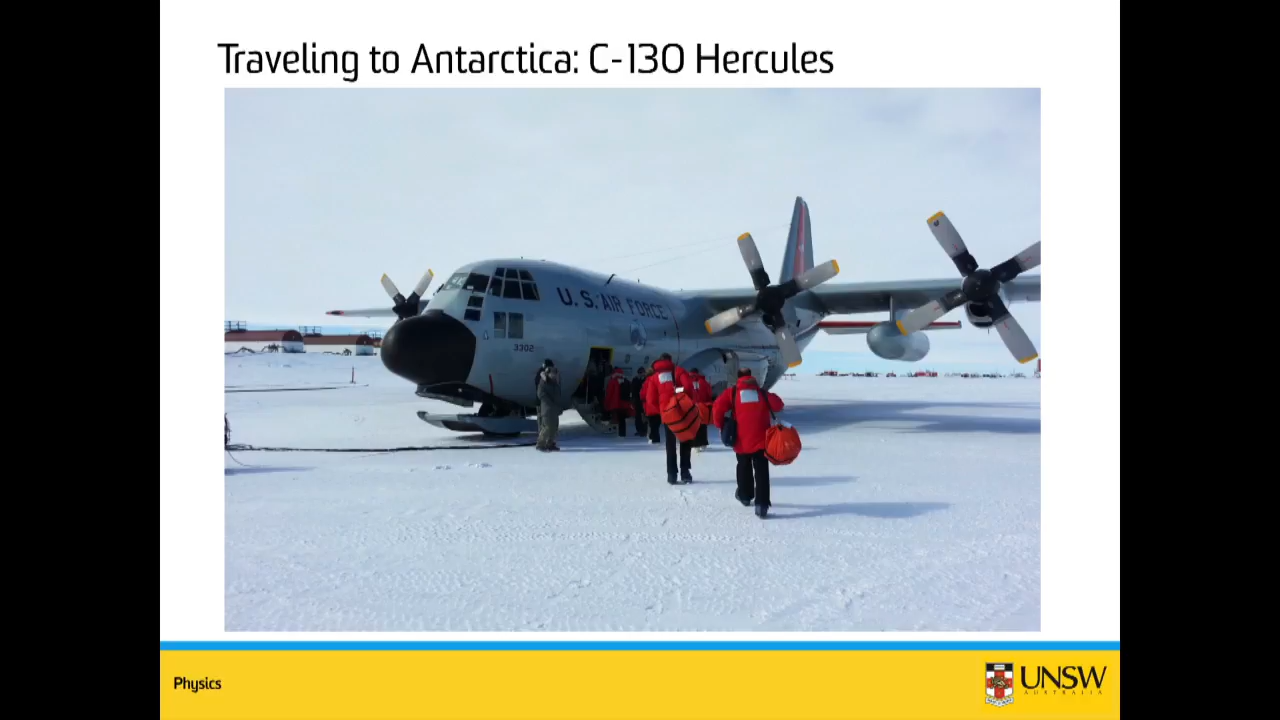 Traveling to Antarctica: C-130 Hercules
U.S. AIR FORCE
3302
Physics
UNSW
AUSTRALIA